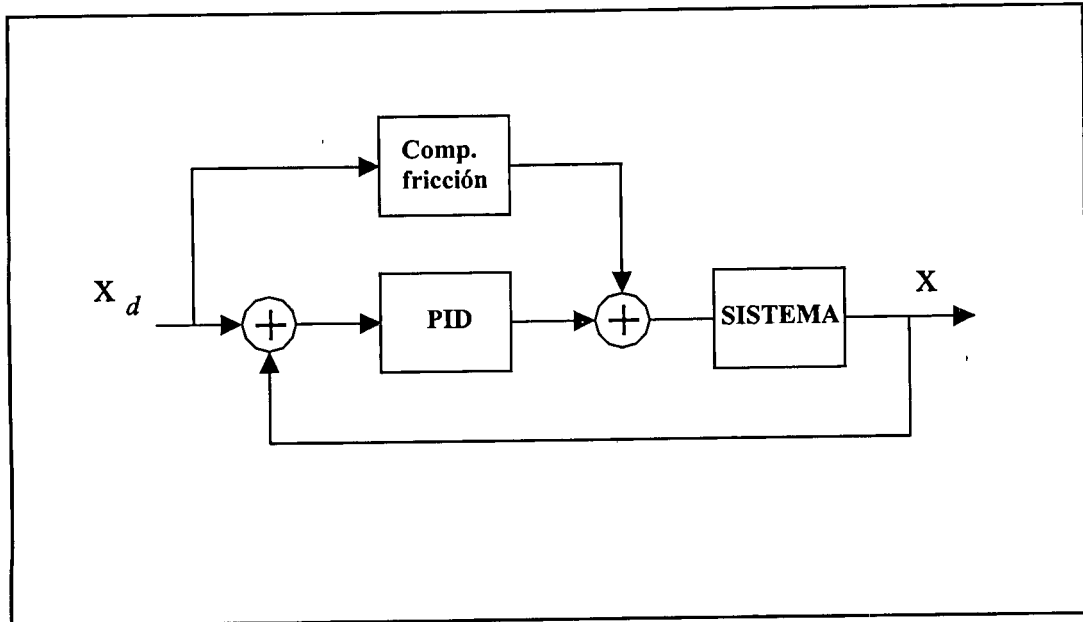 Comp.
fricción
X d
+
PID
+
SISTEMA
X